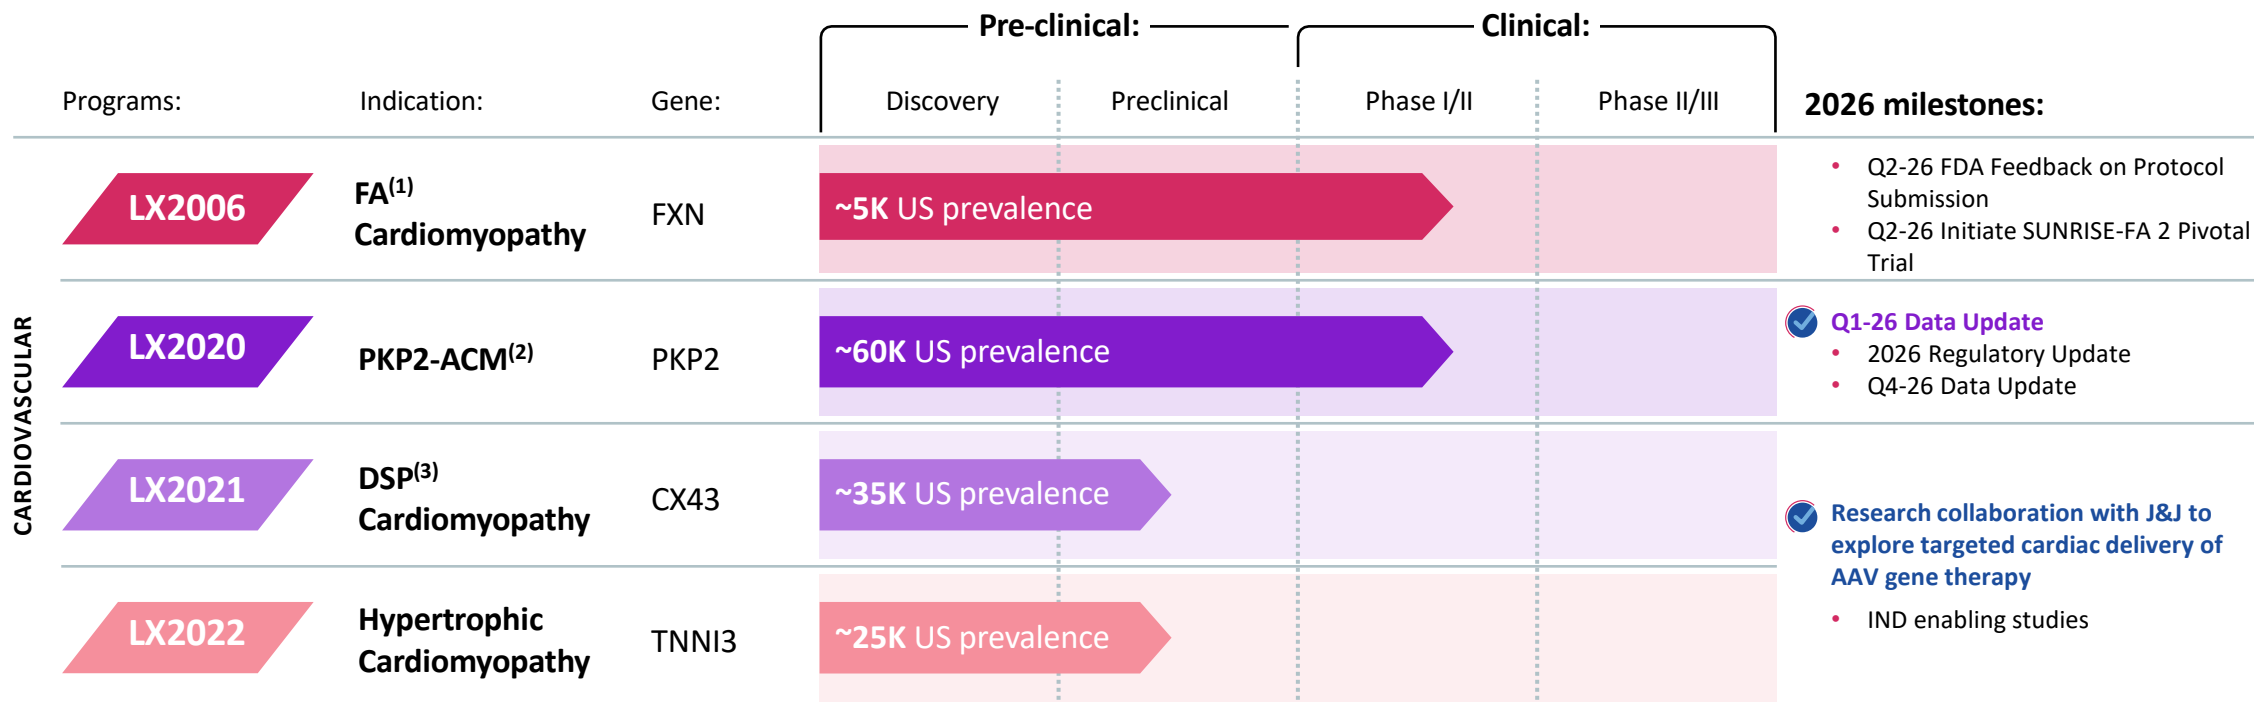 Pre-clinical:
Clinical:
Programs:
Indication:
Gene:
Discovery
Preclinical
Phase I/II
Phase II/III
2026 milestones:
CARDIOVASCULAR
LX2006
FA(1)
Cardiomyopathy
FXN
~5K US prevalence
• Q2-26 FDA Feedback on Protocol
Submission
• Q2-26 Initiate SUNRISE-FA 2 Pivotal
Trial
LX2020
PKP2-ACM(2)
PKP2
~60K US prevalence
Q1-26 Data Update
• 2026 Regulatory Update
• Q4-26 Data Update
LX2021
DSP(3)
Cardiomyopathy
CX43
~35K US prevalence
Research collaboration with J&J to
explore targeted cardiac delivery of
AAV gene therapy
• IND enabling studies
LX2022
Hypertrophic
Cardiomyopathy
TNNI3
~25K US prevalence